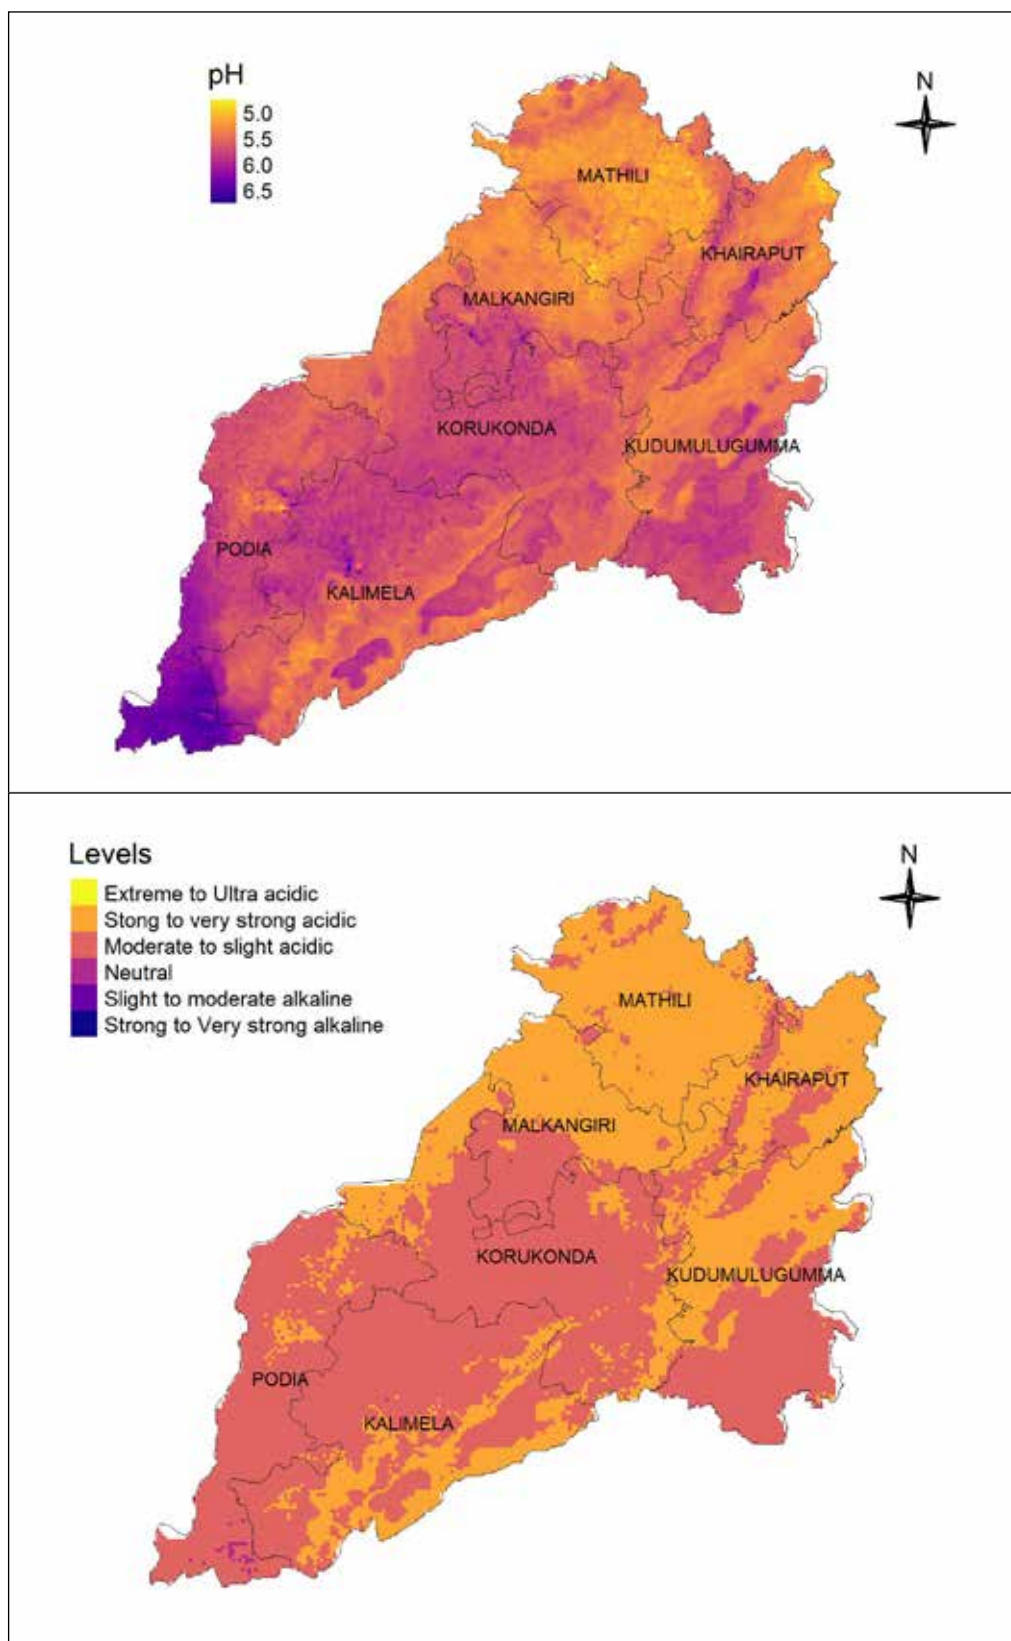 pH
5.0
5.5
6.0
6.5
N
MATHILI
KHAIRAPUT
MALKANGIRI
KORUKONDA
KUDUMULUGUMMA
PODIA
KALIMELA
Levels
Extreme to Ultra acidic
Stong to very strong acidic
Moderate to slight acidic
Neutral
Slight to moderate alkaline
Strong to Very strong alkaline
N
MATHILI
KHAIRAPUT
MALKANGIRI
KORUKONDA
KUDUMULUGUMMA
PODIA
KALIMELA